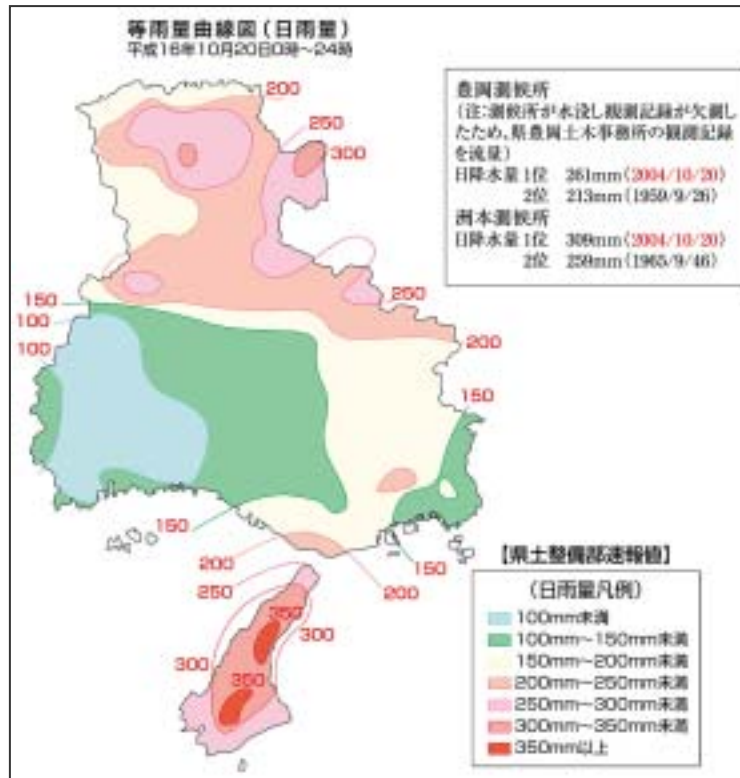 等雨量曲線図(日雨量)
平成16年10月20日0時～24時
豊岡測候所
(注:測候所が水没し観測記録が欠測し
たため、県豊岡土木事務所の観測記録
を流量)
日降水量1位 261mm(2004/10/20)
2位 213mm(1959/9/26)
洲本測候所
日降水量1位 309mm(2004/10/20)
2位 259mm(1965/9/46)
200
250
300
150
100
100
250
200
150
150
200
250
150
200
350
300
300
350
【県土整備部速報値】
(日雨量凡例)
100mm未満
100mm～150mm未満
150mm～200mm未満
200mm～250mm未満
250mm～300mm未満
300mm～350mm未満
350mm以上